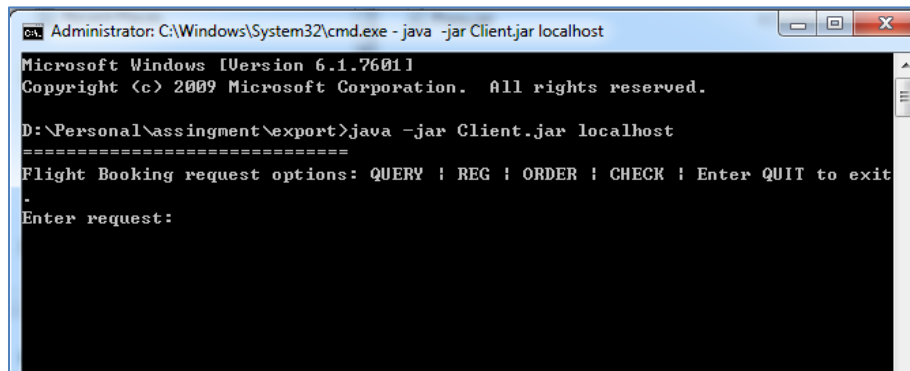 Administrator: C:\Windows\System32\cmd.exe - java -jar Client.jar localhost
Microsoft Windows [Version 6.1.7601]
Copyright (c) 2009 Microsoft Corporation.  All rights reserved.
D:\Personal\assingment\export>java -jar Client.jar localhost
==============================
Flight Booking request options: QUERY | REG | ORDER | CHECK | Enter QUIT to exit
.
Enter request: